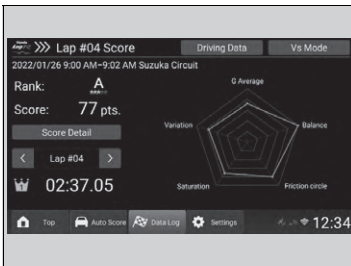 Lap #04 Score
Driving Data
Vs Mode
2022/01/26 9:00 AM–9:02 AM Suzuka Circuit
Rank: A
Score: 77 pts.
Score Detail
< Lap #04 >
02:37.05
G Average
Variation
Balance
Saturation
Friction circle
Top
Auto Score
Data Log
Settings
12:34